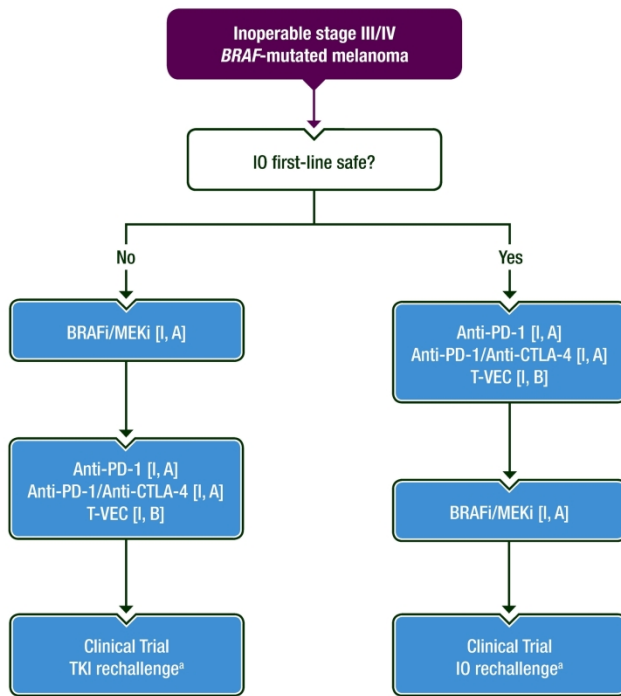 Inoperable stage III/IV
BRAF-mutated melanoma
IO first-line safe?
No
Yes
BRAFi/MEKi [I, A]
Anti-PD-1 [I, A]
Anti-PD-1/Anti-CTLA-4 [I, A]
T-VEC [I, B]
Anti-PD-1 [I, A]
Anti-PD-1/Anti-CTLA-4 [I, A]
T-VEC [I, B]
BRAFi/MEKi [I, A]
Clinical Trial
TKI rechallengeᵃ
Clinical Trial
IO rechallengeᵃ